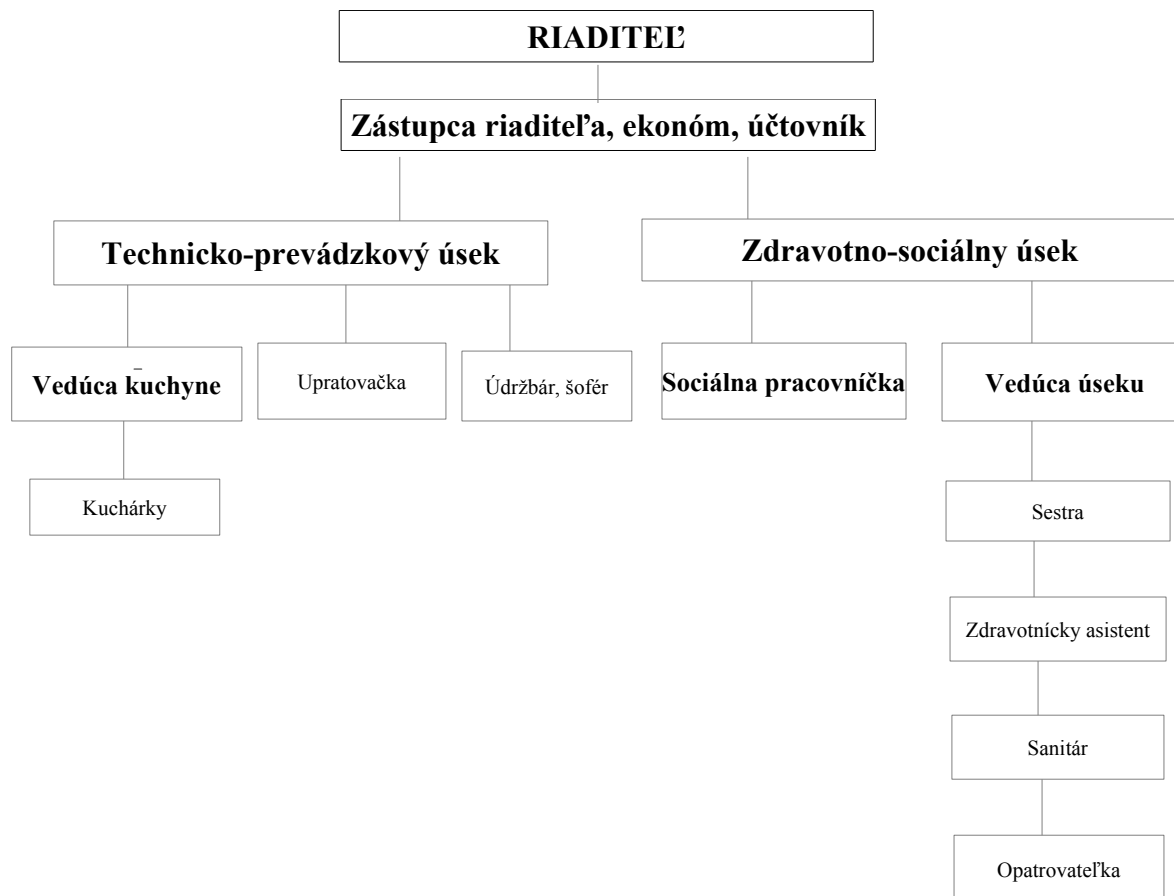 RIADITEĽ
Zástupca riaditeľa, ekonóm, účtovník
Technicko-prevádzkový úsek
Zdravotno-sociálny úsek
Vedúca kuchyne
Upratovačka
Údržbár, šofér
Sociálna pracovníčka
Vedúca úseku
Kuchárky
Sestra
Zdravotnícky asistent
Sanitár
Opatrovateľka